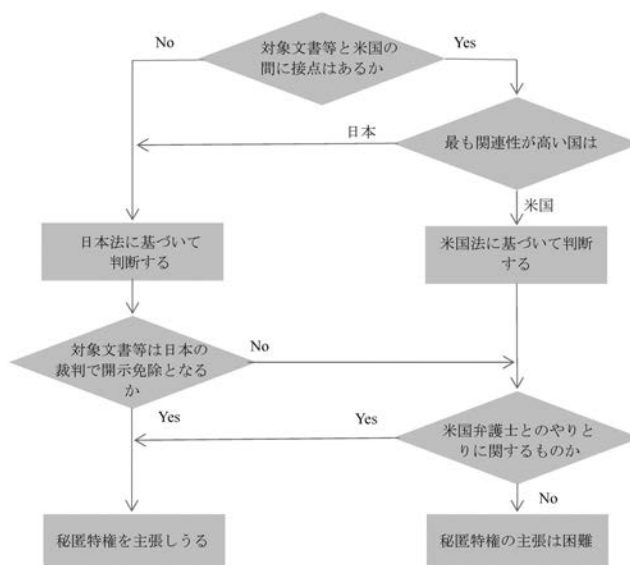 No
対象文書等と米国の
間に接点はあるか
Yes
日本
最も関連性が高い国は
米国
日本法に基づいて
判断する
米国法に基づいて判断
する
対象文書等は日本の
裁判で開示免除となる
か
No
Yes
Yes
米国弁護士とのやりと
りに関するものか
No
秘匿特権を主張しうる
秘匿特権の主張は困難